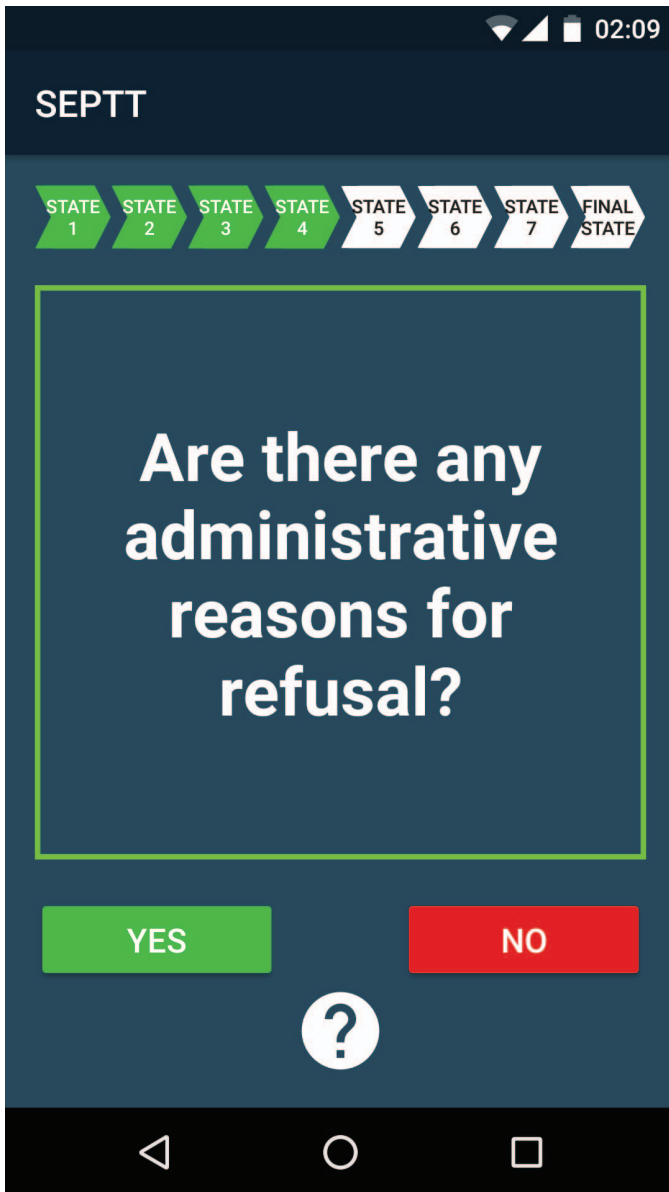 02:09
SEPTT
STATE STATE STATE STATE STATE STATE STATE FINAL
1 2 3 4 5 6 7 STATE
Are there any
administrative
reasons for
refusal?
YES NO
?